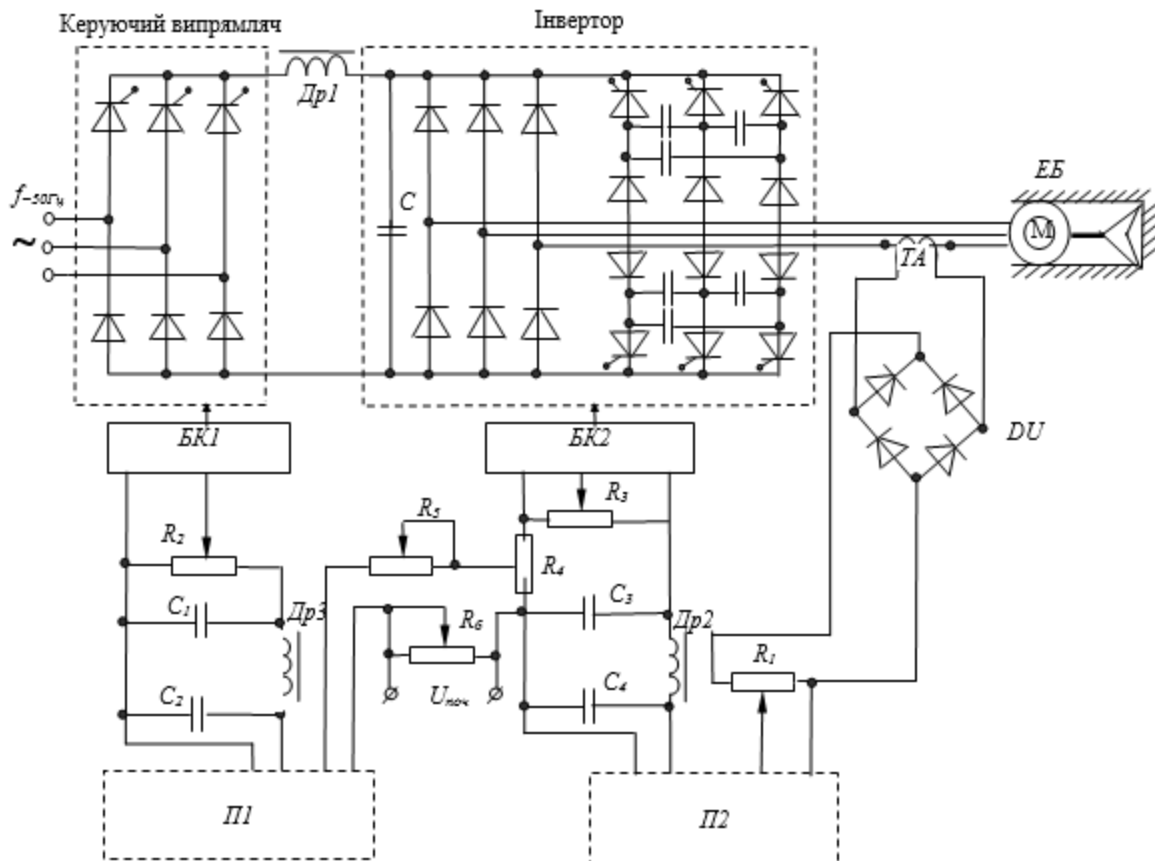 Керуючий випрямляч
Інвертор
Др1
f~50Гц
~
C
ЕБ
М
ТА
DU
БК1
БК2
R5
R3
R2
R4
C1
Др3
R6
C3
Др2
R1
C2
Uпоч
C4
П1
П2